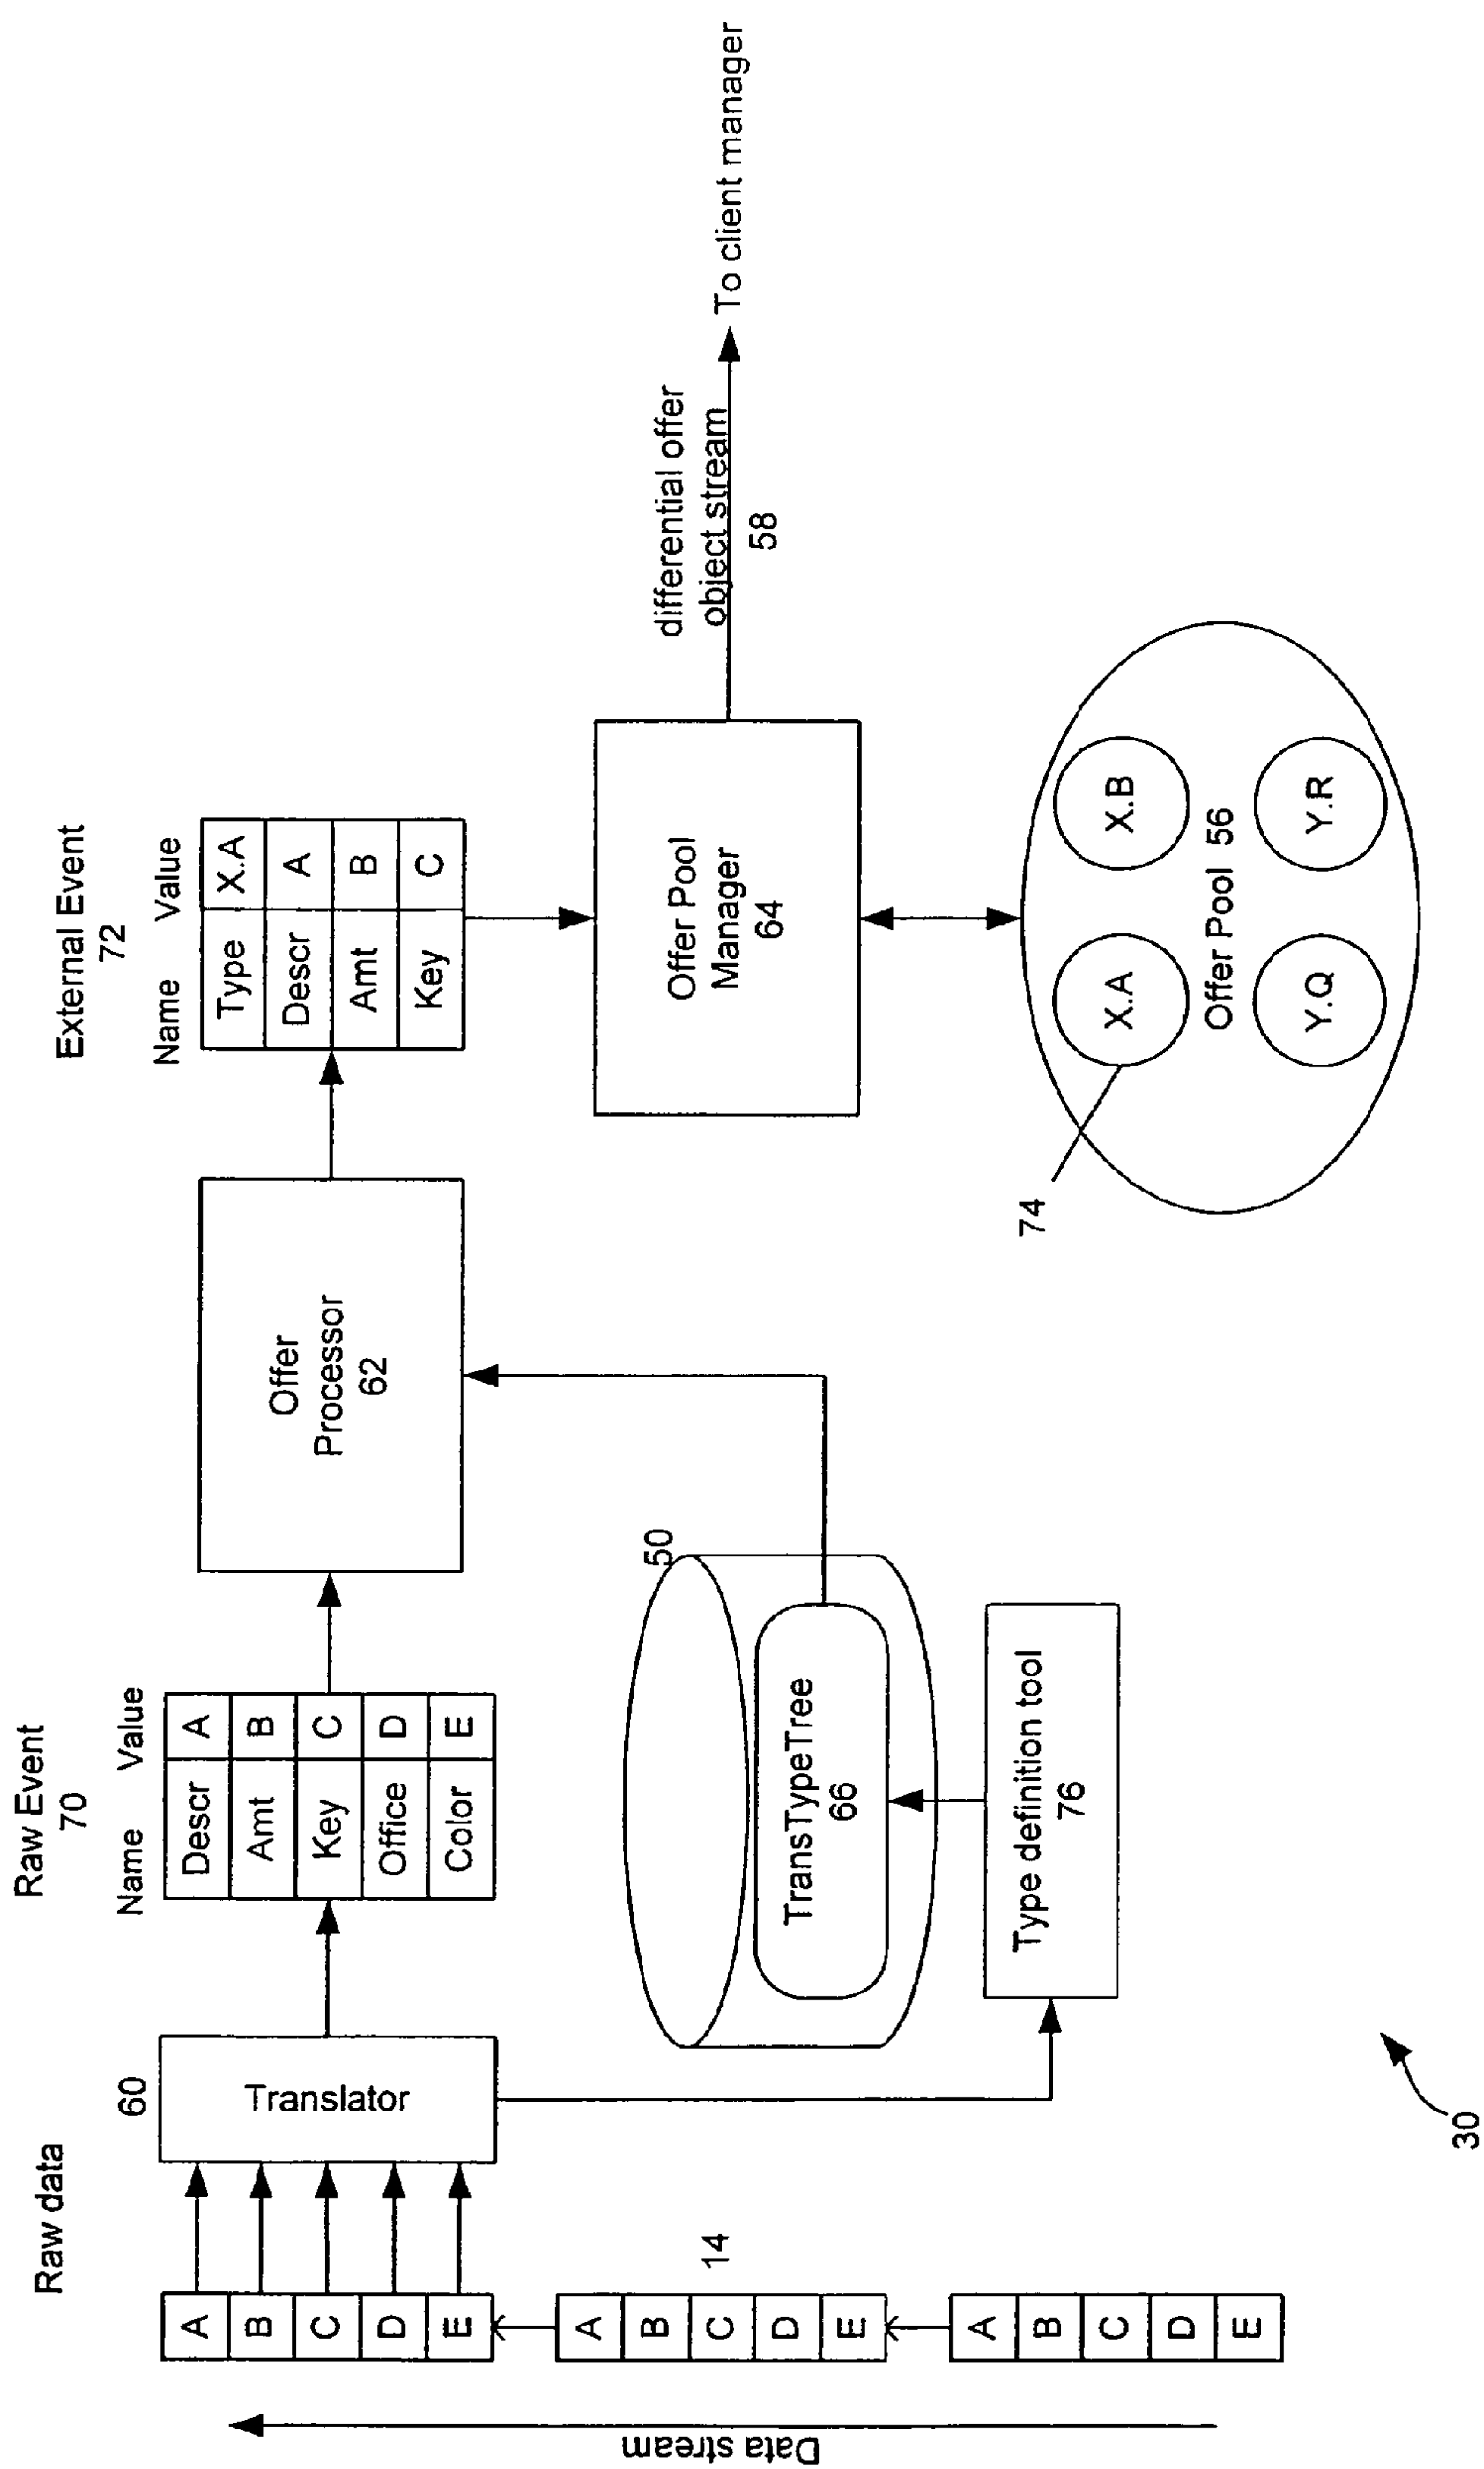 Raw data
Data stream
A
B
C
D
E
A
B
C
D
E
14
A
B
C
D
E
60
Translator
Raw Event
70
Name Value
Descr A
Amt B
Key C
Office D
Color E
50
TransTypeTree
66
Type definition tool
76
Offer
Processor
62
External Event
72
Name Value
Type X.A
Descr A
Amt B
Key C
Offer Pool
Manager
64
74
X.A
X.B
Offer Pool 56
Y.Q
Y.R
differential offer
object stream
58
To client manager
30